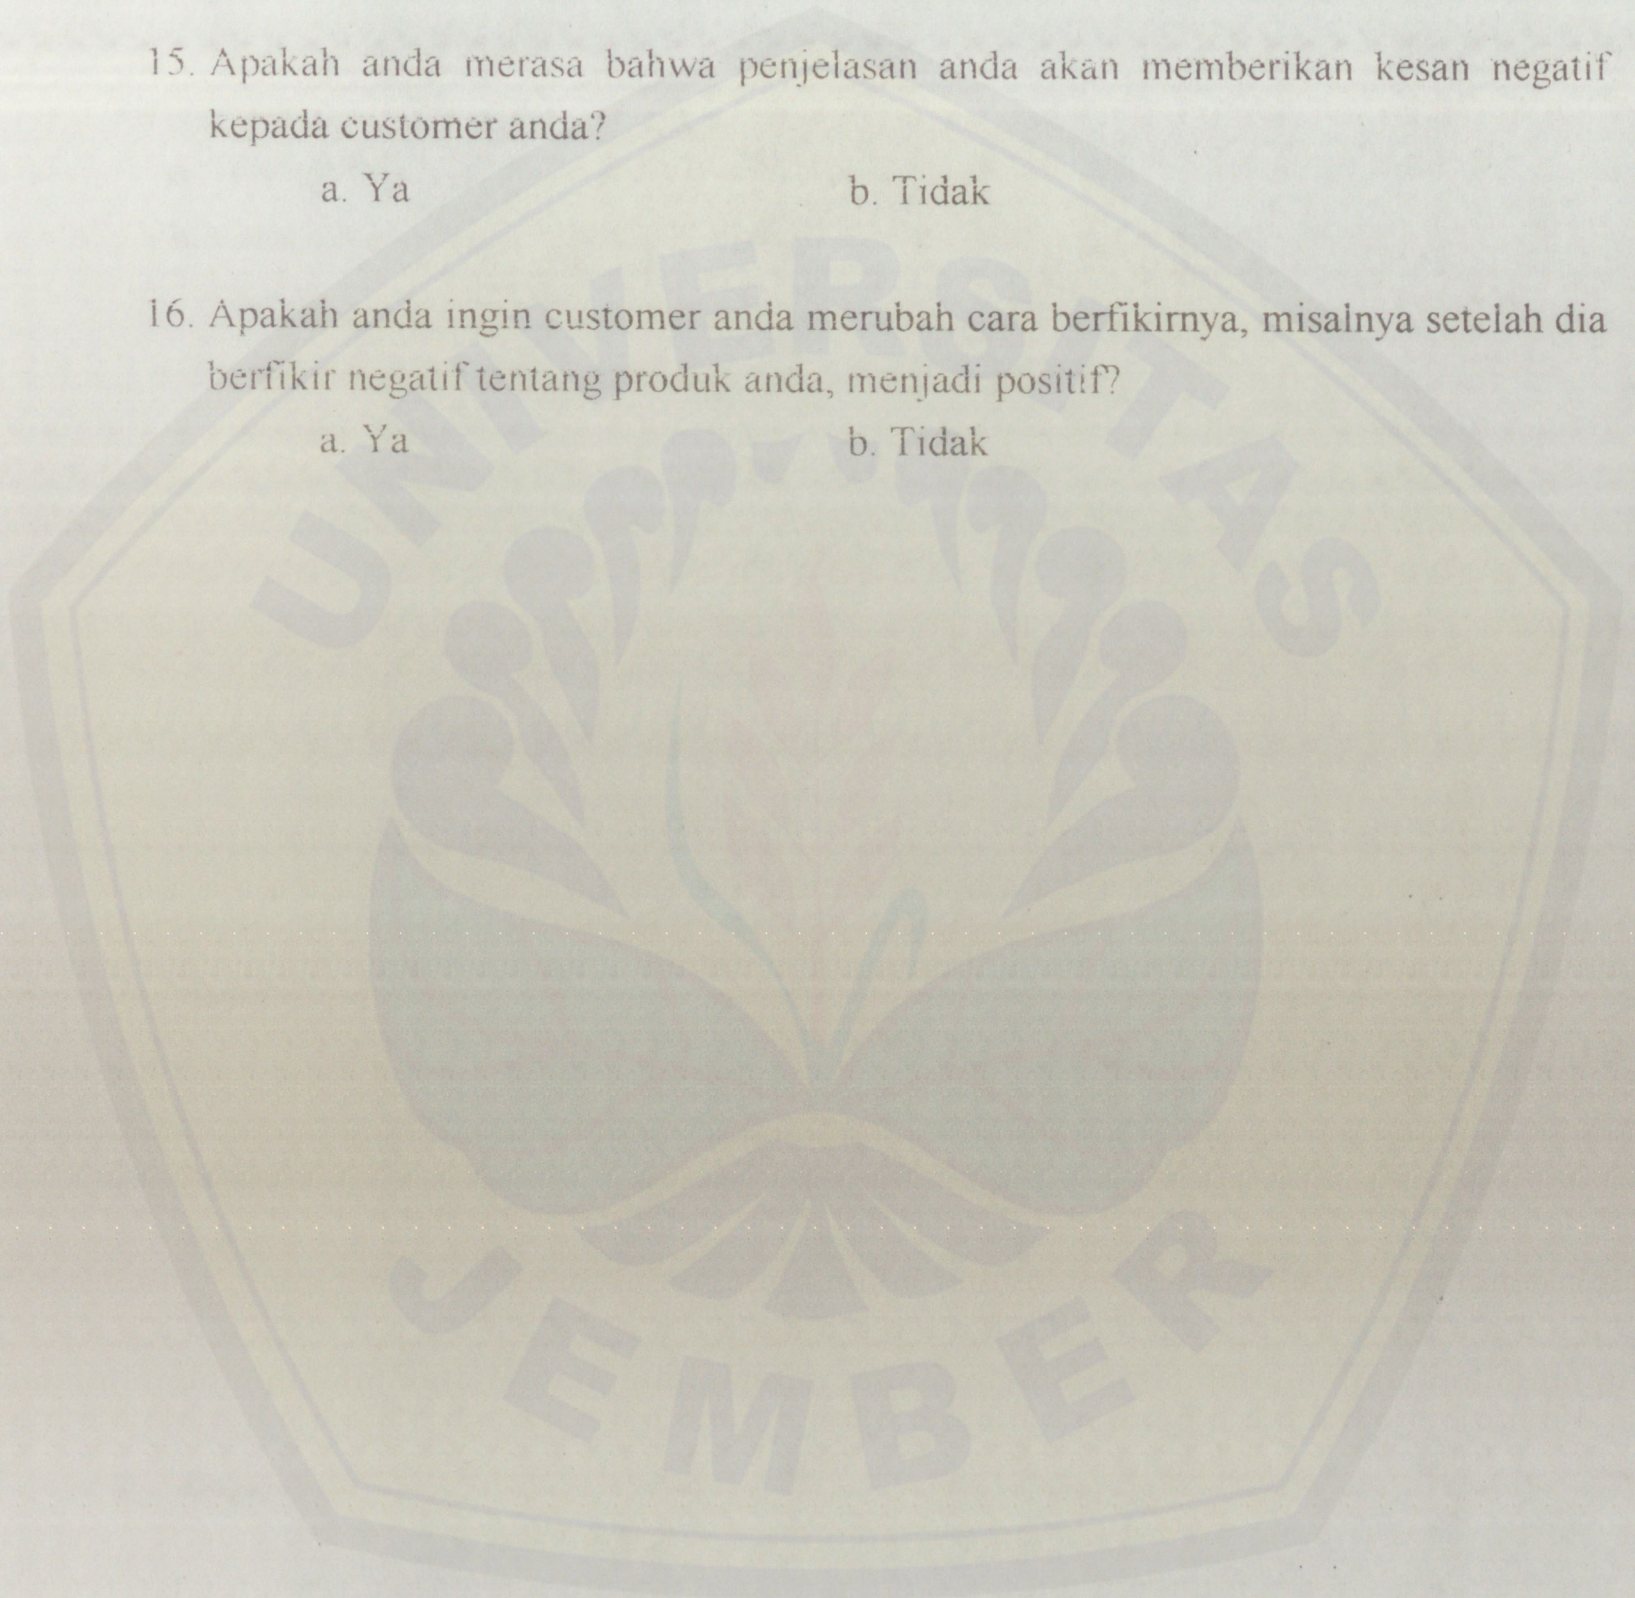 15. Apakah anda merasa bahwa penjelasan anda akan memberikan kesan negatif
kepada customer anda?
a. Ya b. Tidak
16. Apakah anda ingin customer anda merubah cara berfikirnya, misalnya setelah dia
berfikir negatif tentang produk anda, menjadi positif?
a. Ya b. Tidak
UNIVERSITAS
JEMBER